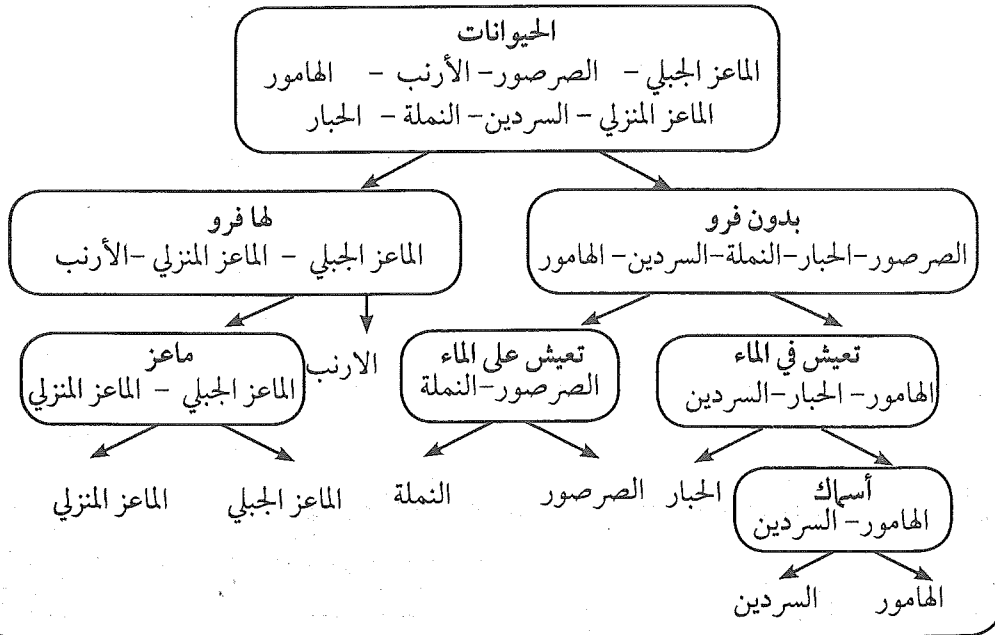 الحيوانات
الماعز الجبلي - الصرصور - الأرنب - الهامور
الماعز المنزلي - السردين - النملة - الحبار
بدون فرو
الصرصور - الحبار - النملة - السردين - الهامور
لها فرو
الماعز الجبلي - الماعز المنزلي - الأرنب
تعيش في الماء
الهامور - الحبار - السردين
تعيش على الماء
الصرصور - النملة
الارنب
ماعز
الماعز الجبلي - الماعز المنزلي
أسماك
الهامور - السردين
الحبار
الصرصور
النملة
الماعز الجبلي
الماعز المنزلي
الهامور
السردين